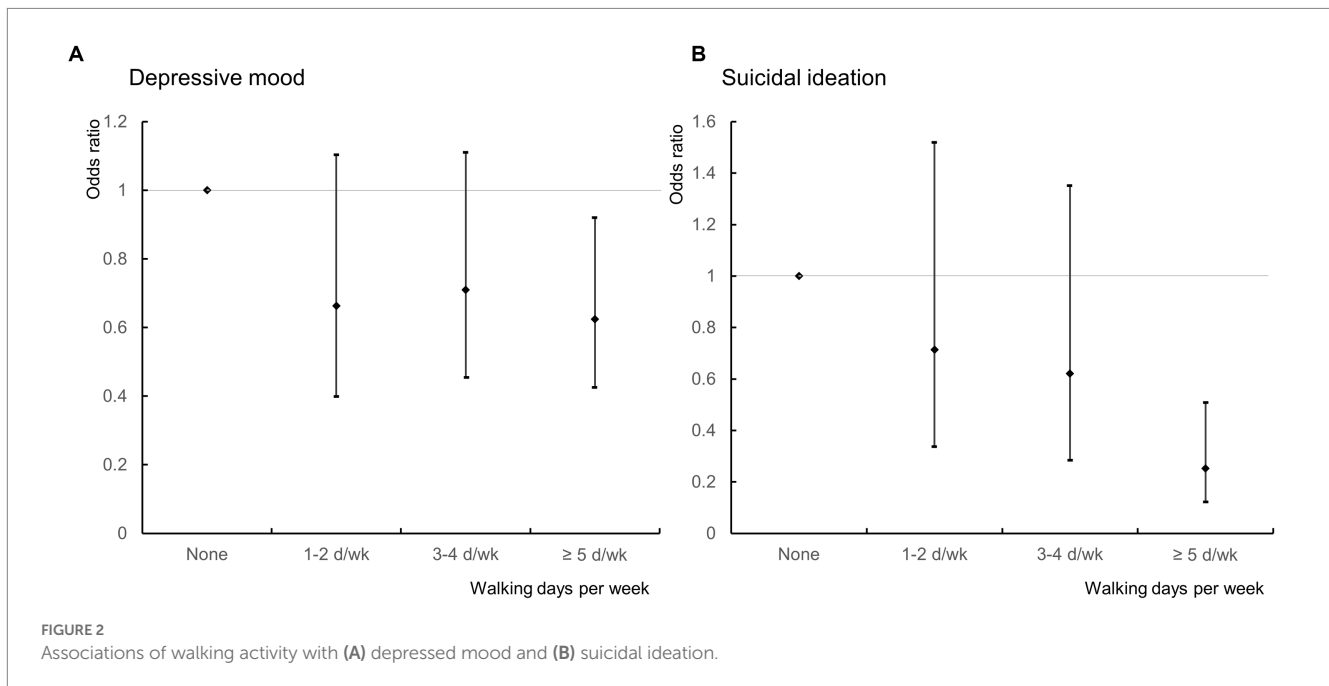 A
Depressive mood
Odds ratio
1.2
1
0.8
0.6
0.4
0.2
0
None 1-2 d/wk 3-4 d/wk ≥ 5 d/wk
Walking days per week
B
Suicidal ideation
Odds ratio
1.6
1.4
1.2
1
0.8
0.6
0.4
0.2
0
None 1-2 d/wk 3-4 d/wk ≥ 5 d/wk
Walking days per week
FIGURE 2
Associations of walking activity with (A) depressed mood and (B) suicidal ideation.